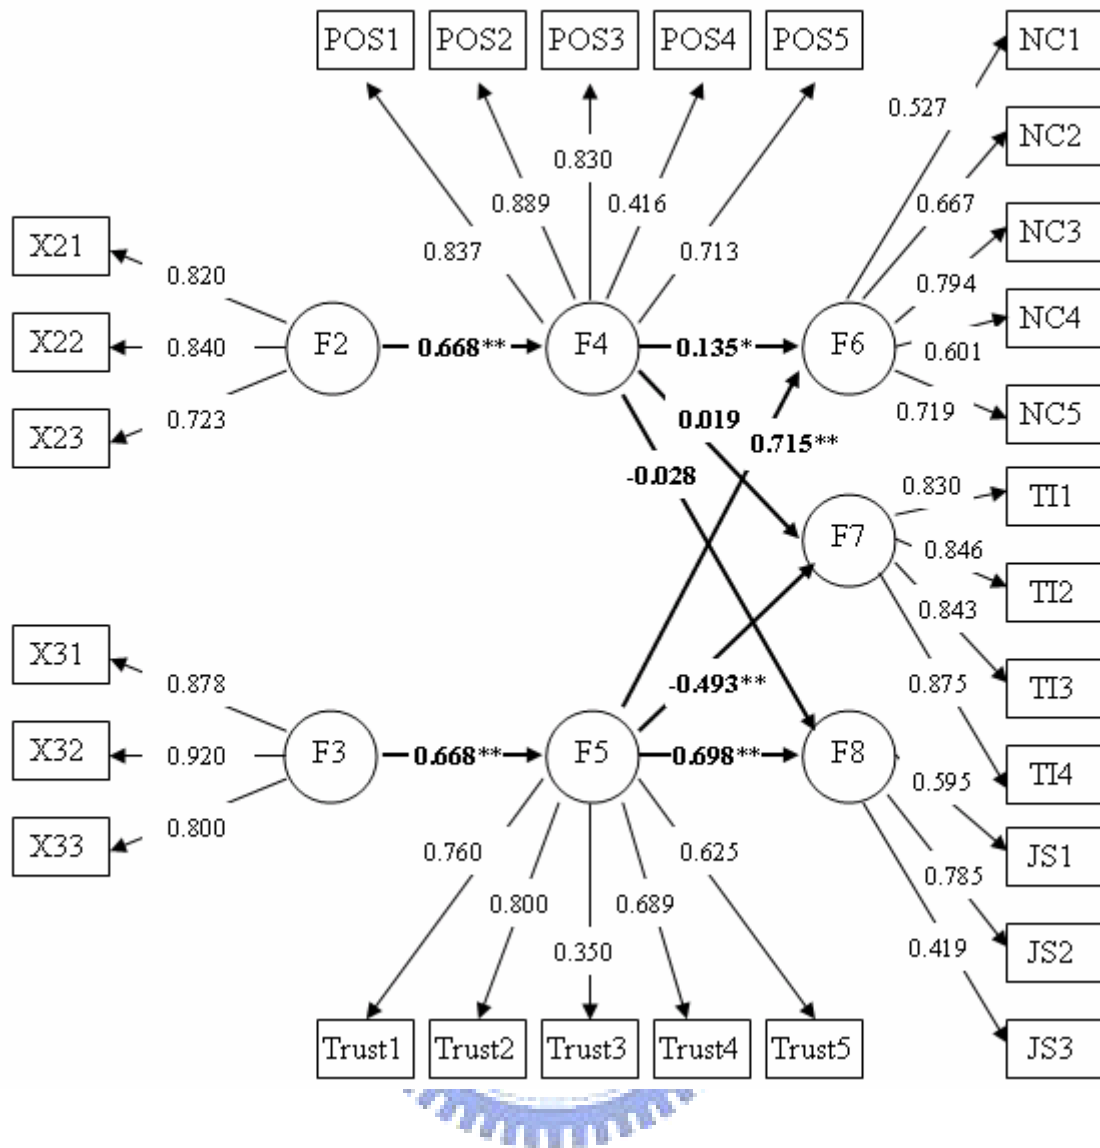 POS1 POS2 POS3 POS4 POS5 NC1
0.527
NC2
0.830
0.889 0.416 0.667
X21 NC3
0.837 0.713
0.820 0.794
X22 0.840 F2 0.668** F4 0.135* F6 NC4
0.601
0.723 0.019 0.719
X23 0.715** NC5
-0.028
0.830 TI1
F7 0.846
TI2
0.843
X31
0.878 -0.493** 0.875 TI3
X32 0.920 F3 0.668** F5 0.698** F8 TI4
0.595
0.800
X33 0.760 0.625 JS1
0.785
0.800 0.689
0.350 0.419 JS2
Trust1 Trust2 Trust3 Trust4 Trust5 JS3